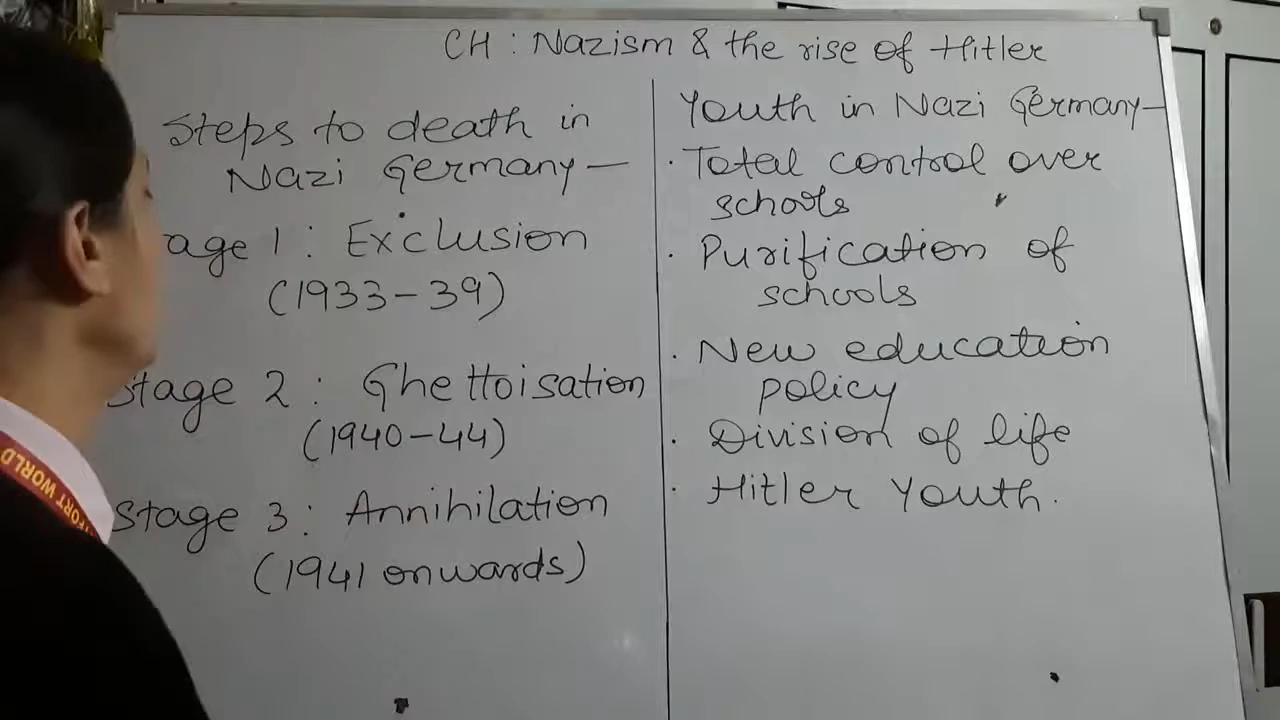 CH : Nazism & the rise of Hitler
Steps to death in
Nazi Germany—
age 1 : Exclusion
(1933-39)
Stage 2 : Ghettoisation
(1940-44)
Stage 3 : Annihilation
(1941 onwards)
Youth in Nazi Germany—
· Total control over
schools
· Purification of
schools
· New education
policy
· Division of life
· Hitler Youth.
FORT WORLD